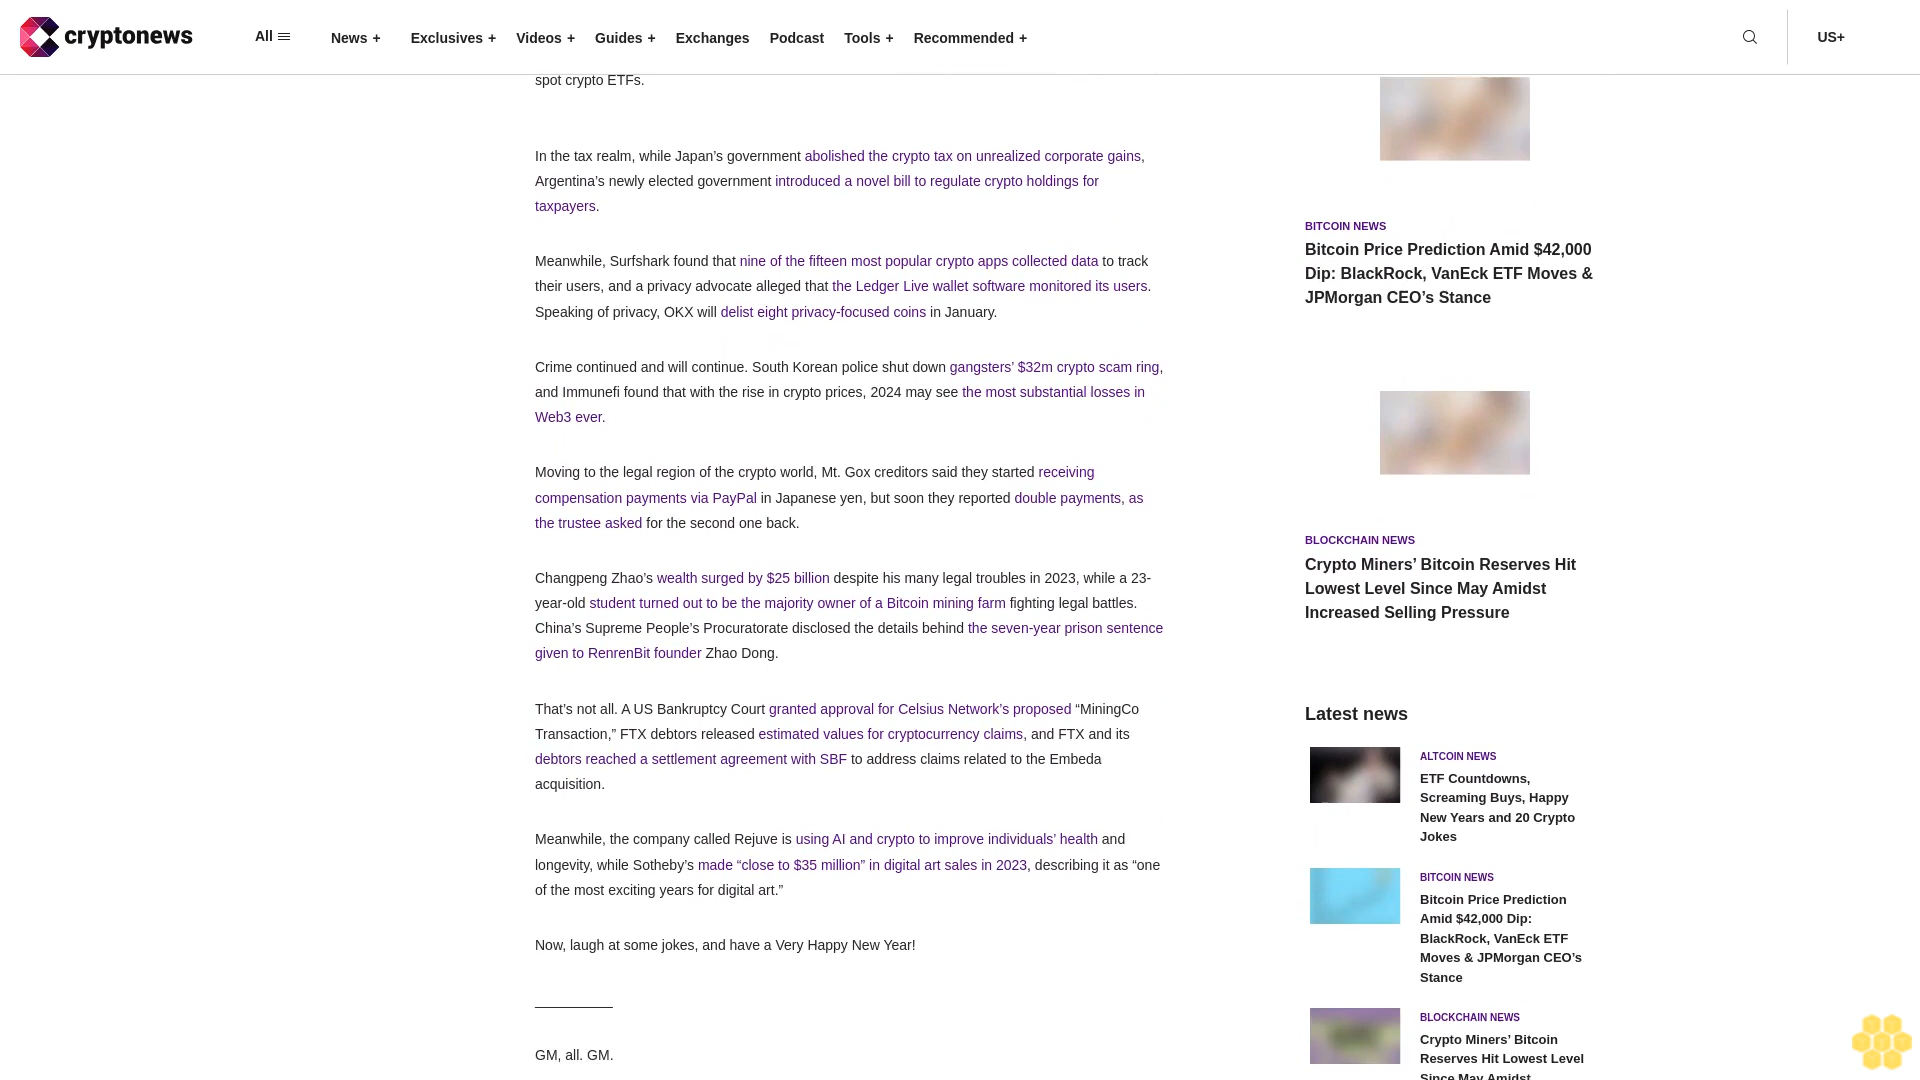 cryptonews
All
News +
Exclusives +
Videos +
Guides +
Exchanges
Podcast
Tools +
Recommended +
US+
spot crypto ETFs.
In the tax realm, while Japan’s government abolished the crypto tax on unrealized corporate gains,
Argentina’s newly elected government introduced a novel bill to regulate crypto holdings for
taxpayers.
Meanwhile, Surfshark found that nine of the fifteen most popular crypto apps collected data to track
their users, and a privacy advocate alleged that the Ledger Live wallet software monitored its users.
Speaking of privacy, OKX will delist eight privacy-focused coins in January.
Crime continued and will continue. South Korean police shut down gangsters’ $32m crypto scam ring,
and Immunefi found that with the rise in crypto prices, 2024 may see the most substantial losses in
Web3 ever.
Moving to the legal region of the crypto world, Mt. Gox creditors said they started receiving
compensation payments via PayPal in Japanese yen, but soon they reported double payments, as
the trustee asked for the second one back.
Changpeng Zhao’s wealth surged by $25 billion despite his many legal troubles in 2023, while a 23-
year-old student turned out to be the majority owner of a Bitcoin mining farm fighting legal battles.
China’s Supreme People’s Procuratorate disclosed the details behind the seven-year prison sentence
given to RenrenBit founder Zhao Dong.
That’s not all. A US Bankruptcy Court granted approval for Celsius Network’s proposed “MiningCo
Transaction,” FTX debtors released estimated values for cryptocurrency claims, and FTX and its
debtors reached a settlement agreement with SBF to address claims related to the Embeda
acquisition.
Meanwhile, the company called Rejuve is using AI and crypto to improve individuals’ health and
longevity, while Sotheby’s made “close to $35 million” in digital art sales in 2023, describing it as “one
of the most exciting years for digital art.”
Now, laugh at some jokes, and have a Very Happy New Year!
__________
GM, all. GM.
BITCOIN NEWS
Bitcoin Price Prediction Amid $42,000
Dip: BlackRock, VanEck ETF Moves &
JPMorgan CEO’s Stance
BLOCKCHAIN NEWS
Crypto Miners’ Bitcoin Reserves Hit
Lowest Level Since May Amidst
Increased Selling Pressure
Latest news
ALTCOIN NEWS
ETF Countdowns,
Screaming Buys, Happy
New Years and 20 Crypto
Jokes
BITCOIN NEWS
Bitcoin Price Prediction
Amid $42,000 Dip:
BlackRock, VanEck ETF
Moves & JPMorgan CEO’s
Stance
BLOCKCHAIN NEWS
Crypto Miners’ Bitcoin
Reserves Hit Lowest Level
Since May Amidst